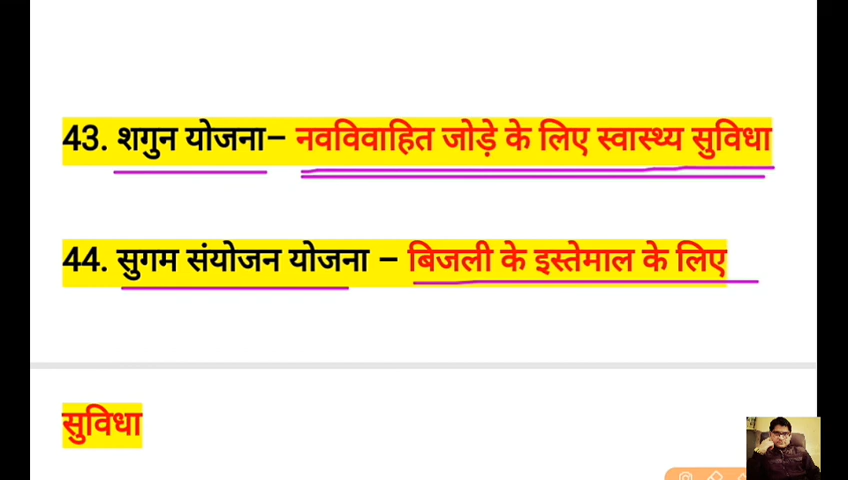 43. शगुन योजना– नवविवाहित जोड़े के लिए स्वास्थ्य सुविधा
44. सुगम संयोजन योजना – बिजली के इस्तेमाल के लिए
सुविधा